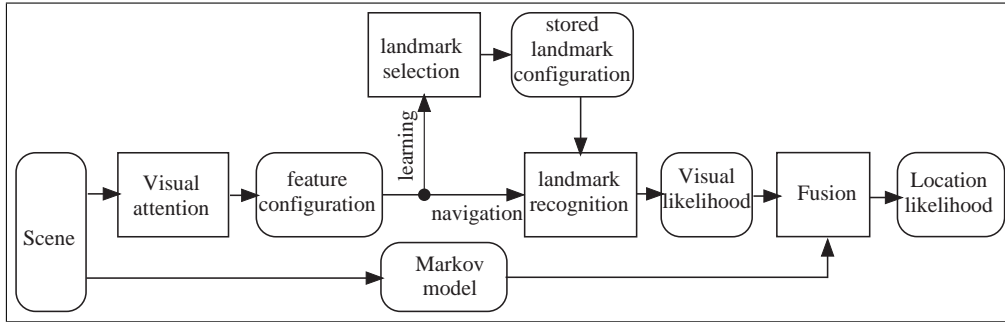 landmark
selection
stored
landmark
configuration
learning
Scene
Visual
attention
feature
configuration
navigation
landmark
recognition
Visual
likelihood
Fusion
Location
likelihood
Markov
model